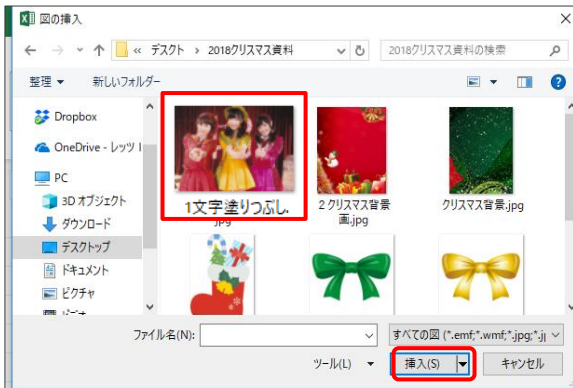 図の挿入
« デスクト › 2018クリスマス資料
2018クリスマス資料の検索
整理 ▼ 新しいフォルダー
Dropbox
OneDrive - レッツ
PC
3D オブジェクト
ダウンロード
デスクトップ
ドキュメント
ピクチャ
1文字塗りつぶし.
jpg
2クリスマス背景
画.jpg
クリスマス背景.jpg
ファイル名(N):
すべての図 (*.emf;*.wmf;*.jpg;*.j
ツール(L) ▼ 挿入(S) ▼ キャンセル